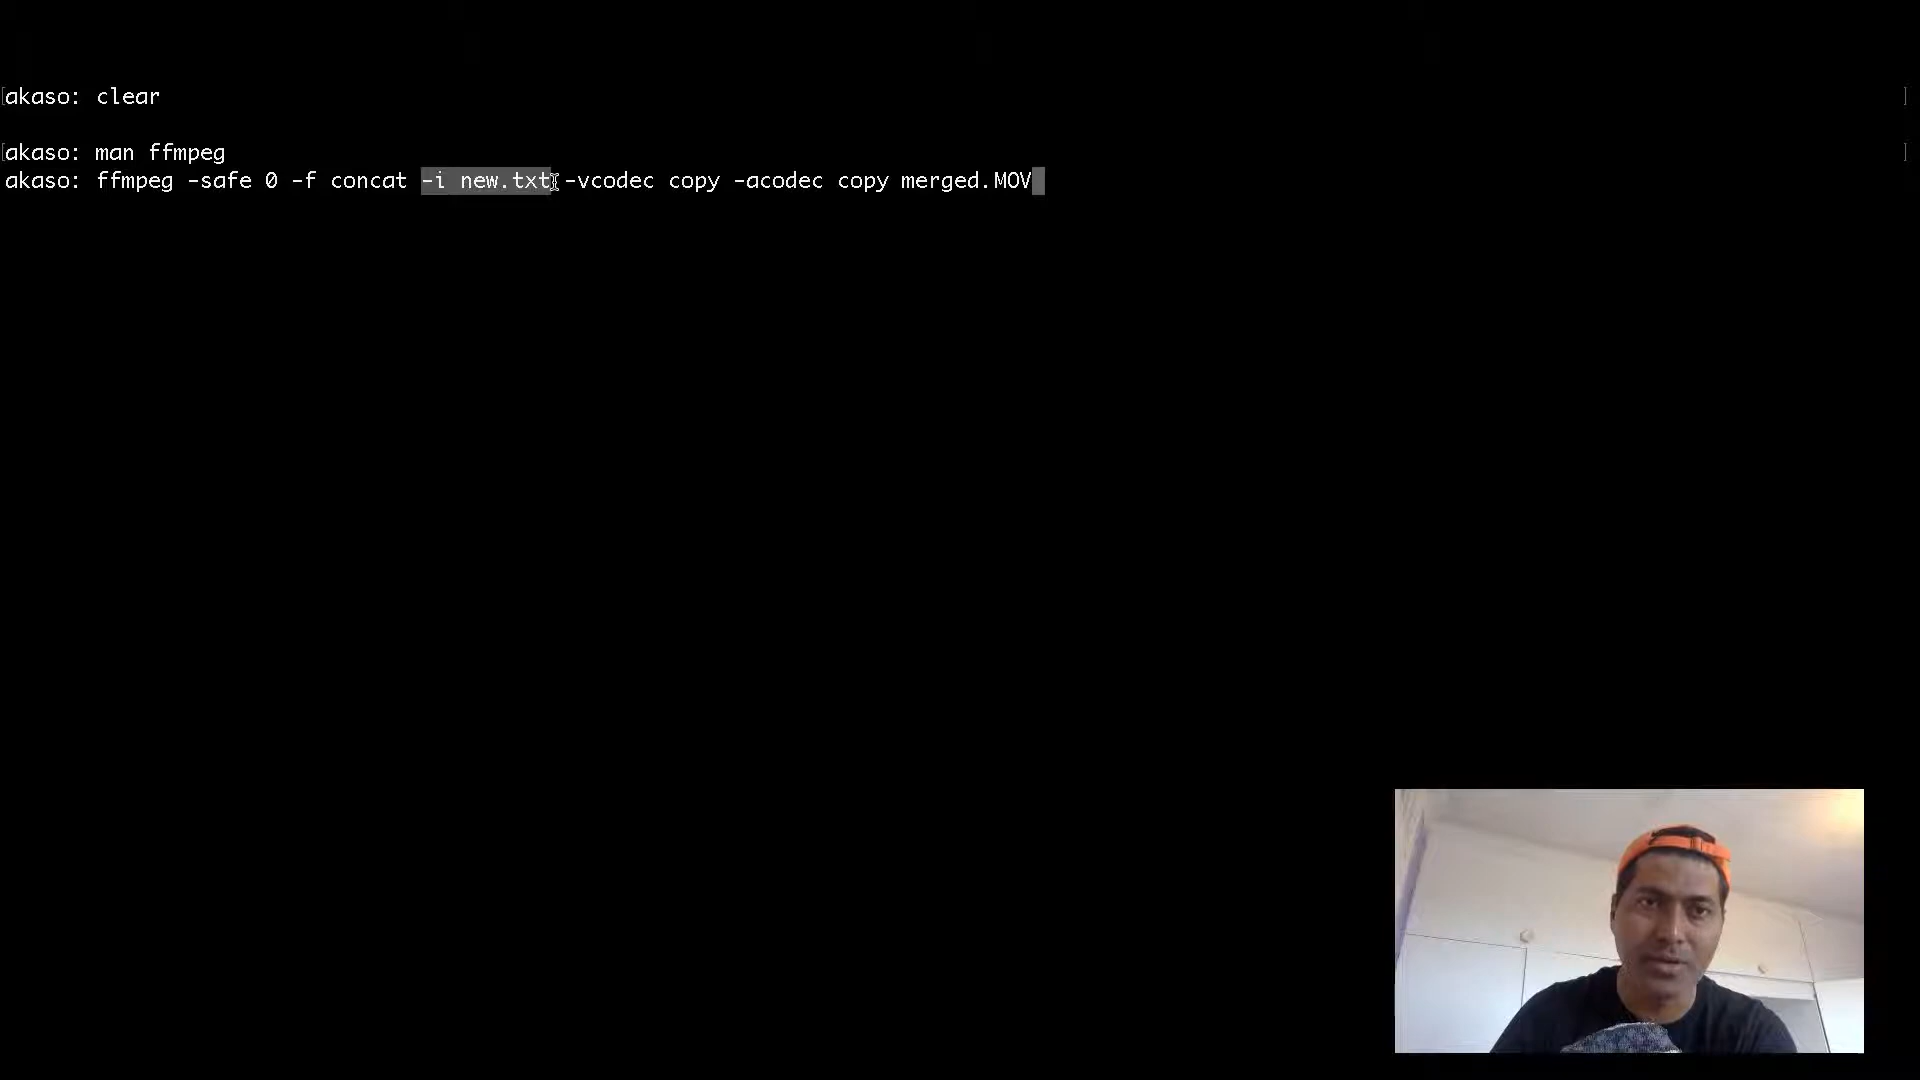 akaso: clear
akaso: man ffmpeg
akaso: ffmpeg -safe 0 -f concat -i new.txt -vcodec copy -acodec copy merged.MOV